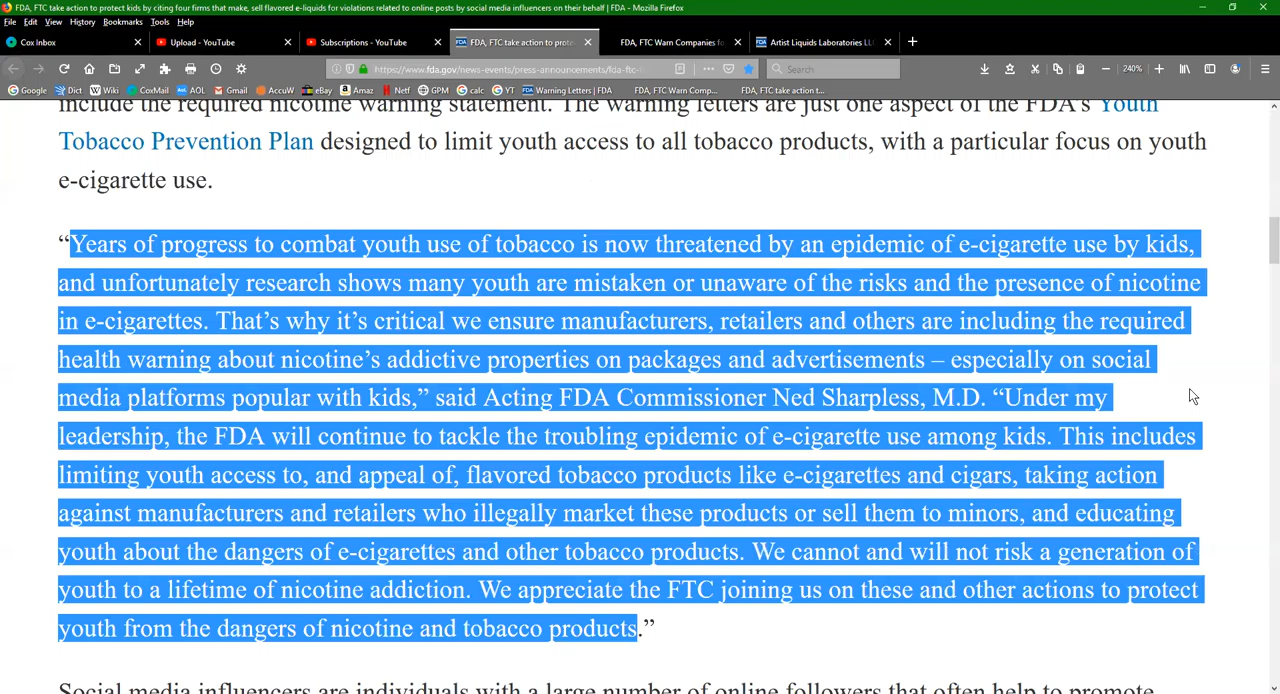 FDA, FTC take action to protect kids by citing four firms that make, sell flavored e-liquids for violations related to online posts by social media influencers on their behalf | FDA - Mozilla Firefox
File Edit View History Bookmarks Tools Help
Cox Inbox Upload - YouTube Subscriptions - YouTube FDA, FTC take action to prote FDA, FTC Warn Companies fo Artist Liquids Laboratories LL
https://www.fda.gov/news-events/press-announcements/fda-ftc- Search 240%
Google Dict Wiki CoxMail AOL Gmail AccuW eBay Amaz Netf GPM calc YT Warning Letters | FDA FDA, FTC Warn Comp... FDA, FTC take action t...
include the required nicotine warning statement. The warning letters are just one aspect of the FDA's Youth
Tobacco Prevention Plan designed to limit youth access to all tobacco products, with a particular focus on youth
e-cigarette use.
“Years of progress to combat youth use of tobacco is now threatened by an epidemic of e-cigarette use by kids,
and unfortunately research shows many youth are mistaken or unaware of the risks and the presence of nicotine
in e-cigarettes. That’s why it’s critical we ensure manufacturers, retailers and others are including the required
health warning about nicotine’s addictive properties on packages and advertisements – especially on social
media platforms popular with kids,” said Acting FDA Commissioner Ned Sharpless, M.D. “Under my
leadership, the FDA will continue to tackle the troubling epidemic of e-cigarette use among kids. This includes
limiting youth access to, and appeal of, flavored tobacco products like e-cigarettes and cigars, taking action
against manufacturers and retailers who illegally market these products or sell them to minors, and educating
youth about the dangers of e-cigarettes and other tobacco products. We cannot and will not risk a generation of
youth to a lifetime of nicotine addiction. We appreciate the FTC joining us on these and other actions to protect
youth from the dangers of nicotine and tobacco products.”
Social media influencers are individuals with a large number of online followers that often help to promote